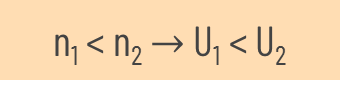 n₁ < n₂ → U₁ < U₂